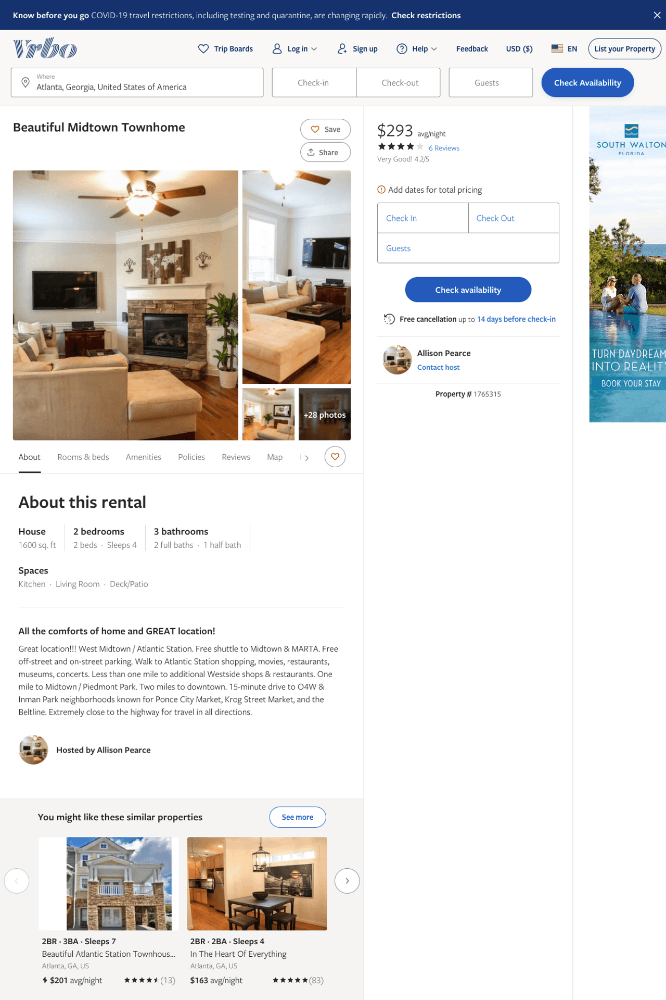 Know before you go COVID-19 travel restrictions, including testing and quarantine, are changing rapidly. Check restrictions
Vrbo
Trip Boards
Log in
Sign up
Help
Feedback
USD ($)
EN
List your Property
Where
Atlanta, Georgia, United States of America
Check-in
Check-out
Guests
Check Availability
Beautiful Midtown Townhome
Save
Share
+28 photos
$293 avg/night
6 Reviews
Very Good! 4.2/5
Add dates for total pricing
Check In
Check Out
Guests
Check availability
Free cancellation up to 14 days before check-in
Allison Pearce
Contact host
Property # 1765315
SOUTH WALTON
FLORIDA
TURN DAYDREAM
INTO REALITY
BOOK YOUR STAY
About
Rooms & beds
Amenities
Policies
Reviews
Map
About this rental
House
1600 sq. ft
2 bedrooms
2 beds · Sleeps 4
3 bathrooms
2 full baths · 1 half bath
Spaces
Kitchen · Living Room · Deck/Patio
All the comforts of home and GREAT location!
Great location!!! West Midtown / Atlantic Station. Free shuttle to Midtown & MARTA. Free
off-street and on-street parking. Walk to Atlantic Station shopping, movies, restaurants,
museums, concerts. Less than one mile to additional Westside shops & restaurants. One
mile to Midtown / Piedmont Park. Two miles to downtown. 15-minute drive to O4W &
Inman Park neighborhoods known for Ponce City Market, Krog Street Market, and the
Beltline. Extremely close to the highway for travel in all directions.
Hosted by Allison Pearce
You might like these similar properties
See more
2BR · 3BA · Sleeps 7
Beautiful Atlantic Station Townhous...
Atlanta, GA, US
$201 avg/night
(13)
2BR · 2BA · Sleeps 4
In The Heart Of Everything
Atlanta, GA, US
$163 avg/night
(83)